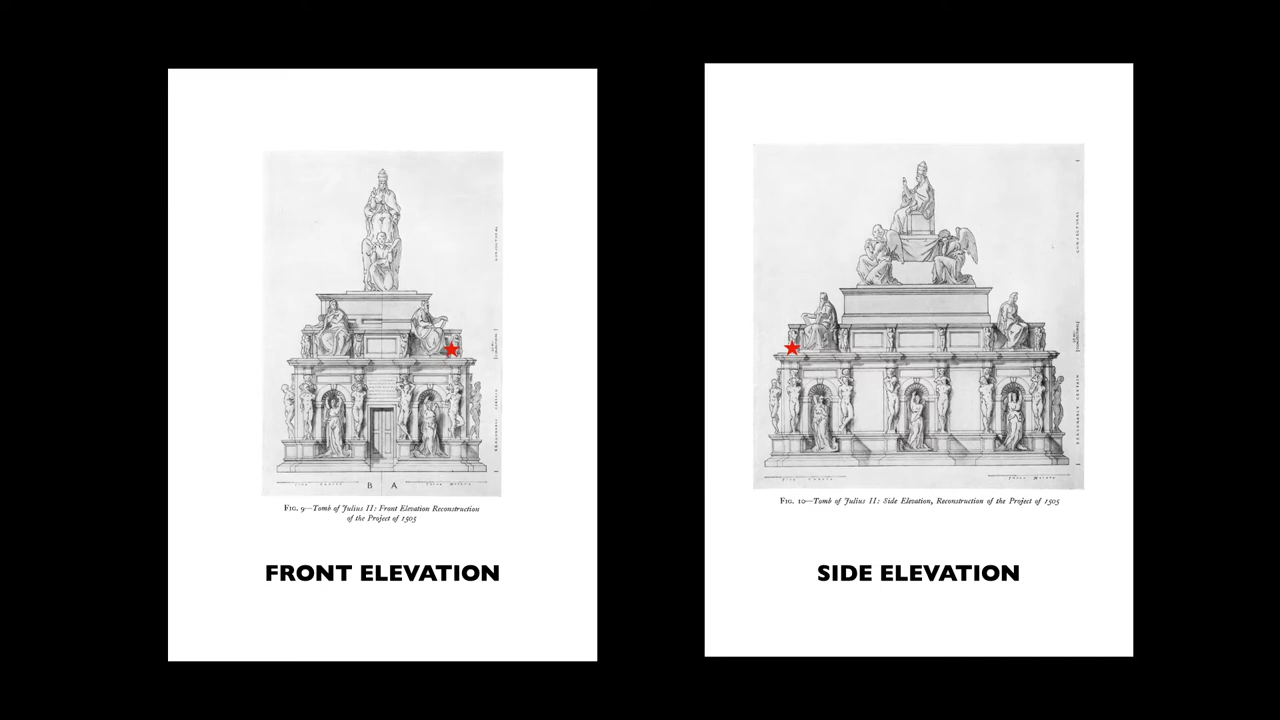 B A
FIG. 9—Tomb of Julius II: Front Elevation Reconstruction
of the Project of 1505
FRONT ELEVATION
FIG. 10—Tomb of Julius II: Side Elevation, Reconstruction of the Project of 1505
SIDE ELEVATION